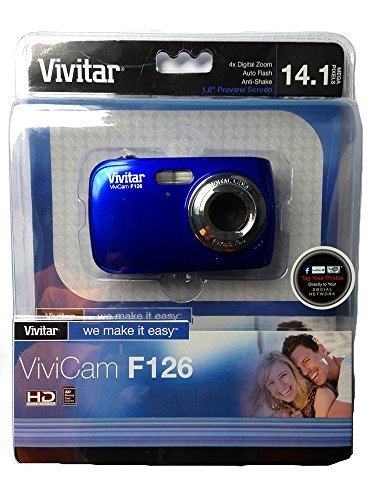 Vivitar®
4x Digital Zoom
Auto Flash
Anti-Shake
1.8" Preview Screen
14.1 MEGA PIXELS
Vivitar
ViviCam F126
Tag Your Photos
Directly to Your
SOCIAL
NETWORK
Vivitar we make it easy™
Vivitar we make it easy™
ViviCam F126
HD